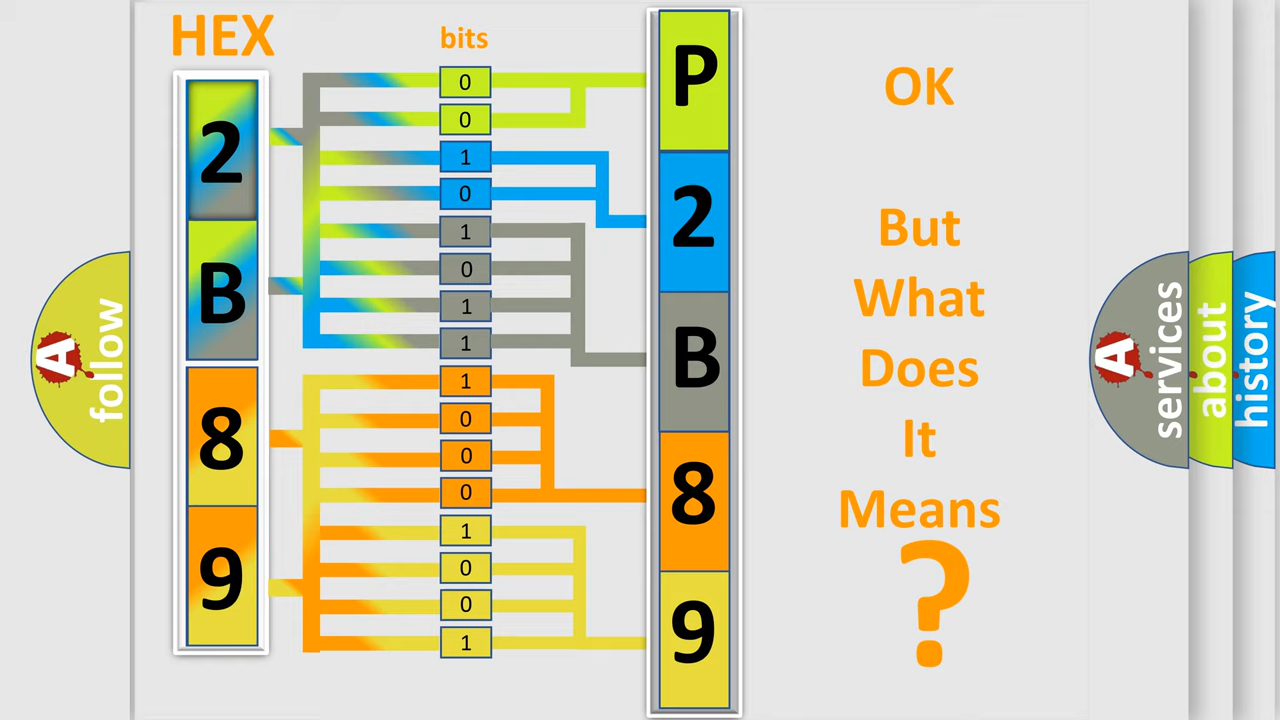 HEX
bits
2
B
8
9
0
0
1
0
1
0
1
1
1
0
0
0
1
0
0
1
P
2
B
8
9
OK
But
What
Does
It
Means
?
A
follow
A
services
about
history